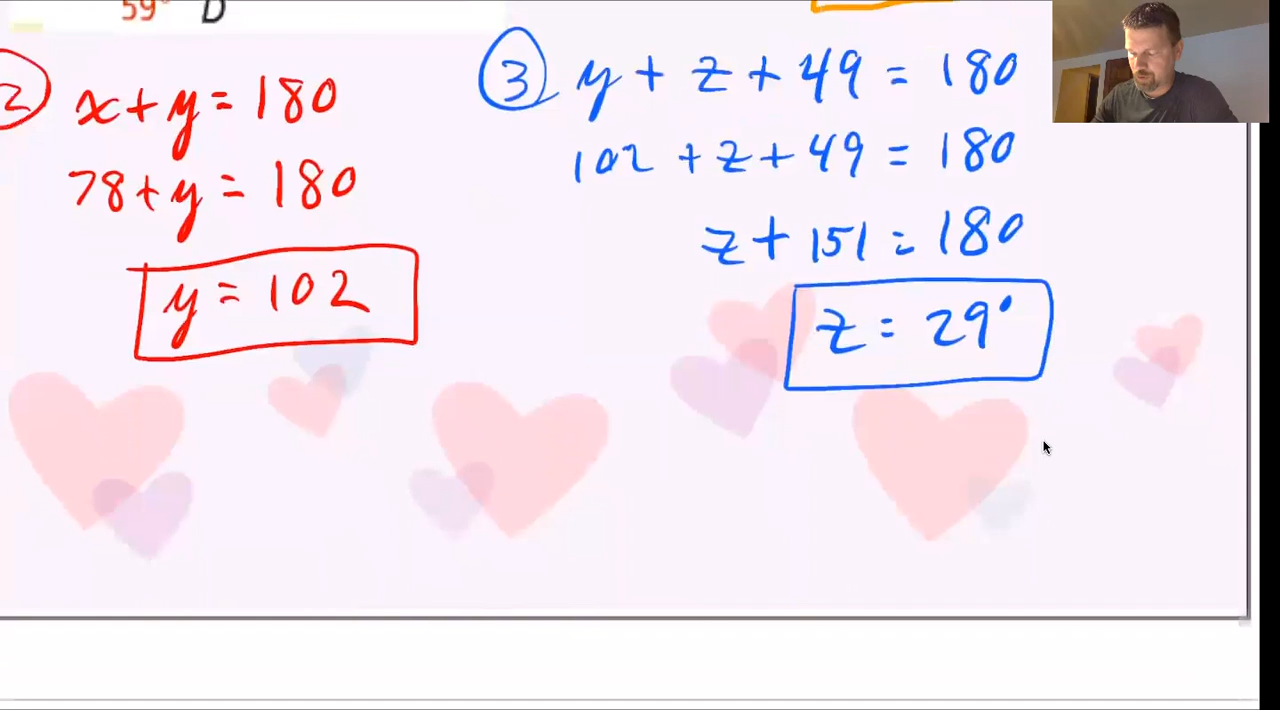 59° D
2
x + y = 180
78 + y = 180
y = 102
3 y + z + 49 = 180
102 + z + 49 = 180
z + 151 = 180
z = 29°